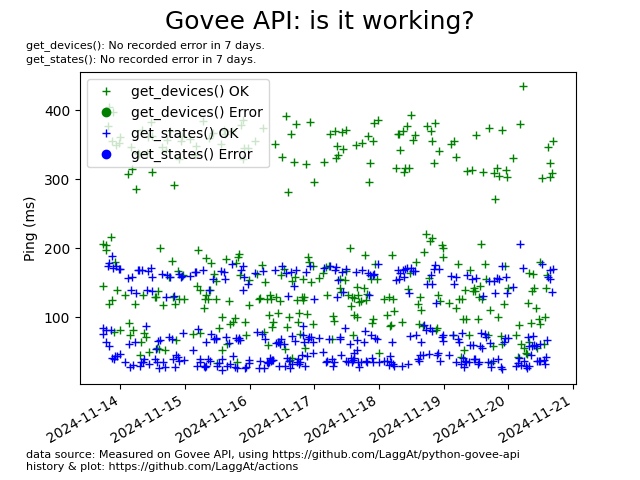 Govee API: is it working?
get_devices(): No recorded error in 7 days.
get_states(): No recorded error in 7 days.
get_devices() OK
get_devices() Error
get_states() OK
get_states() Error
Ping (ms)
400
300
200
100
2024-11-14
2024-11-15
2024-11-16
2024-11-17
2024-11-18
2024-11-19
2024-11-20
2024-11-21
data source: Measured on Govee API, using https://github.com/LaggAt/python-govee-api
history & plot: https://github.com/LaggAt/actions